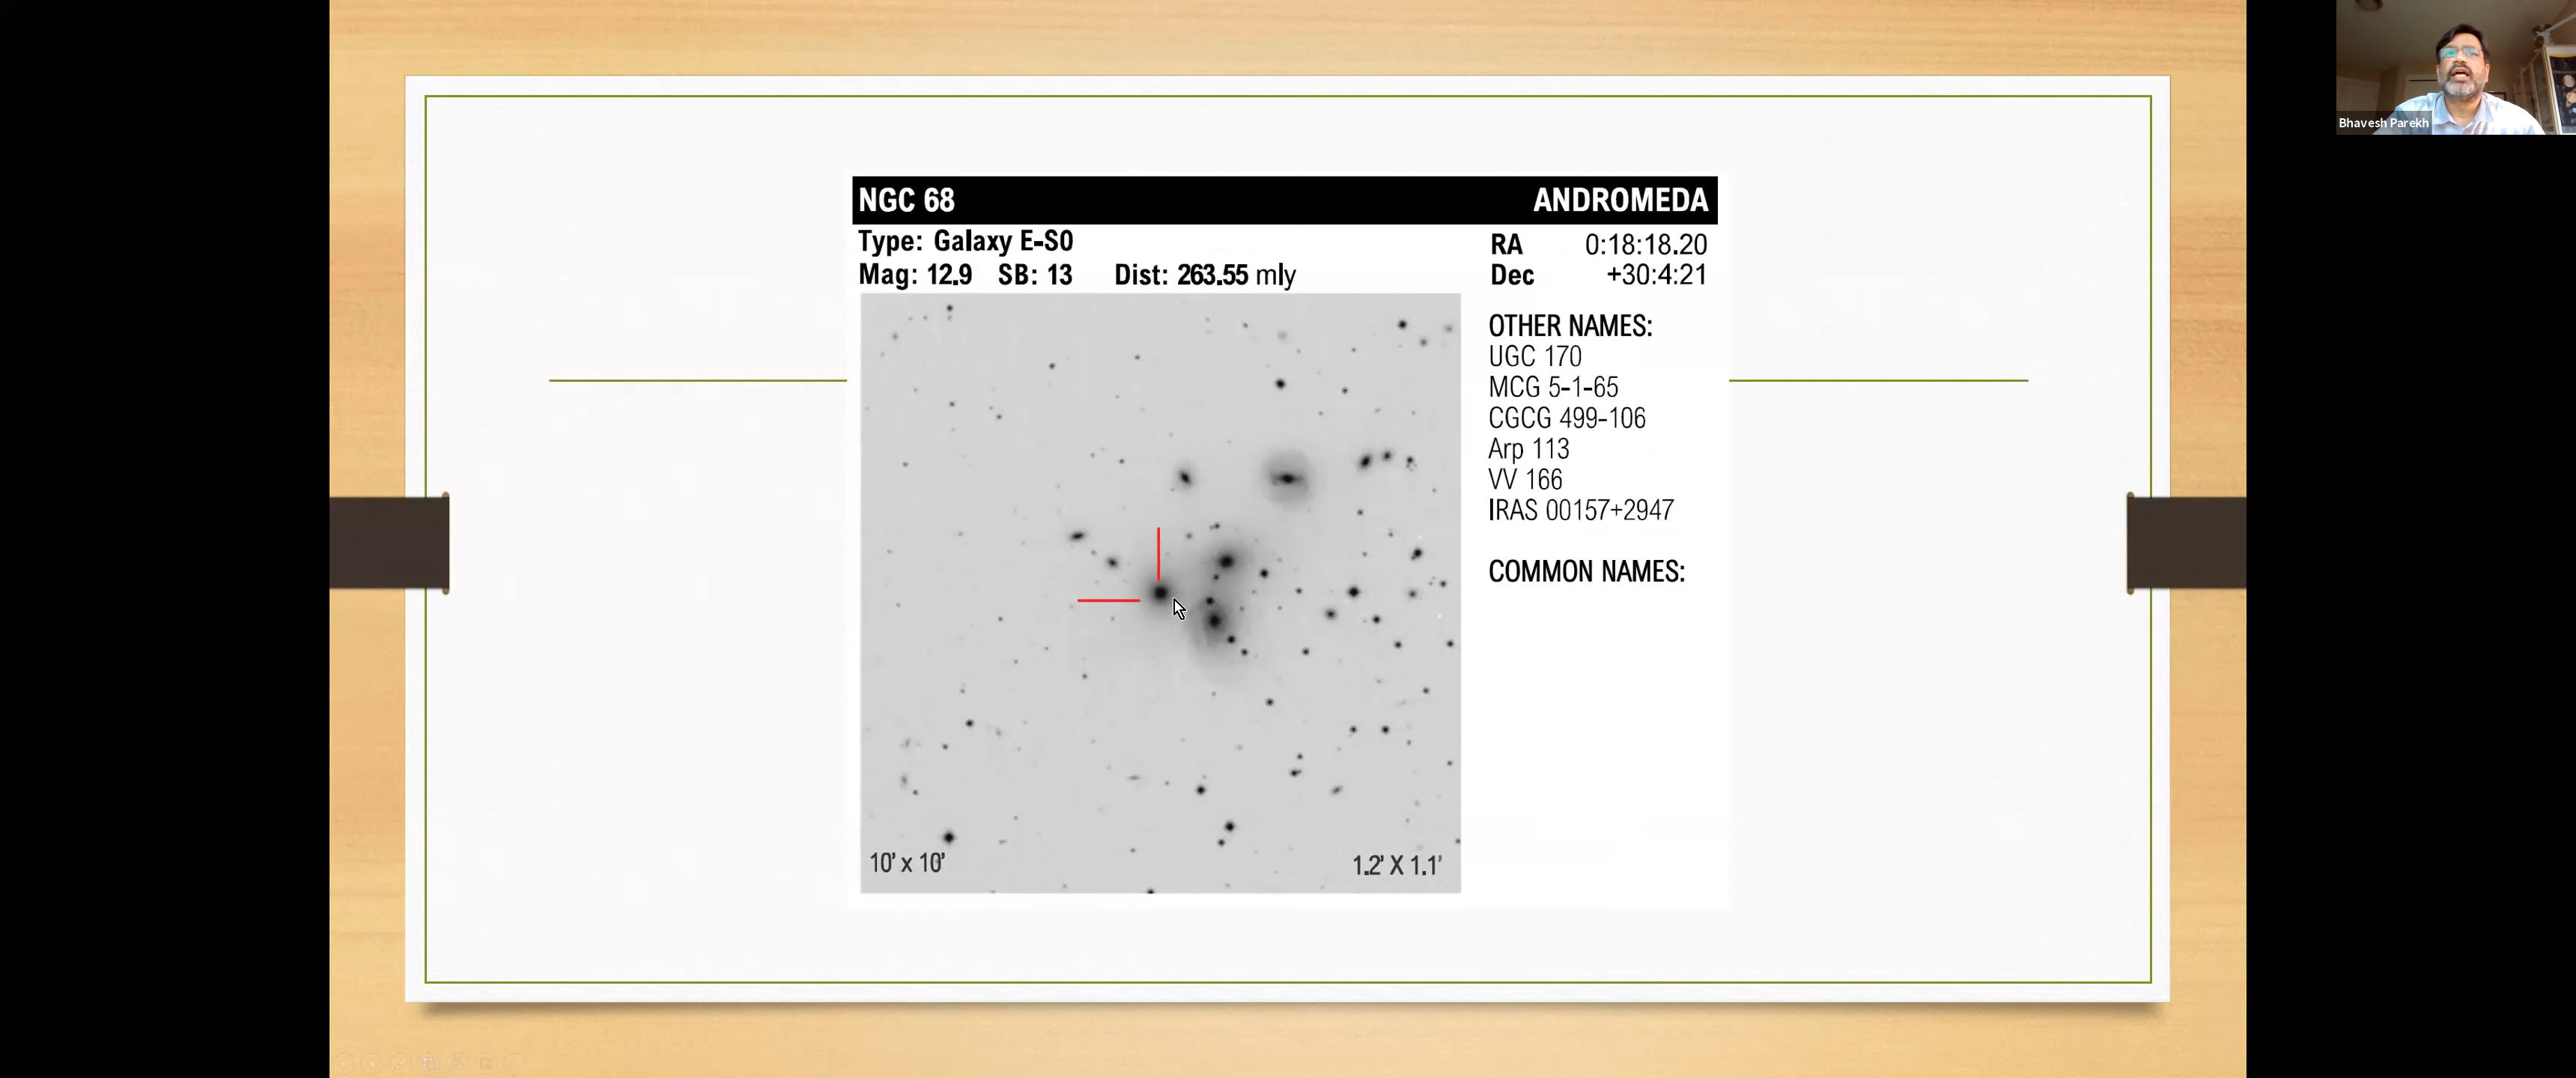 NGC 68 ANDROMEDA
Type: Galaxy E-S0
Mag: 12.9 SB: 13 Dist: 263.55 mly
RA 0:18:18.20
Dec +30:4:21
OTHER NAMES:
UGC 170
MCG 5-1-65
CGCG 499-106
Arp 113
VV 166
IRAS 00157+2947
COMMON NAMES:
10' x 10'
1.2' X 1.1'
Bhavesh Parekh